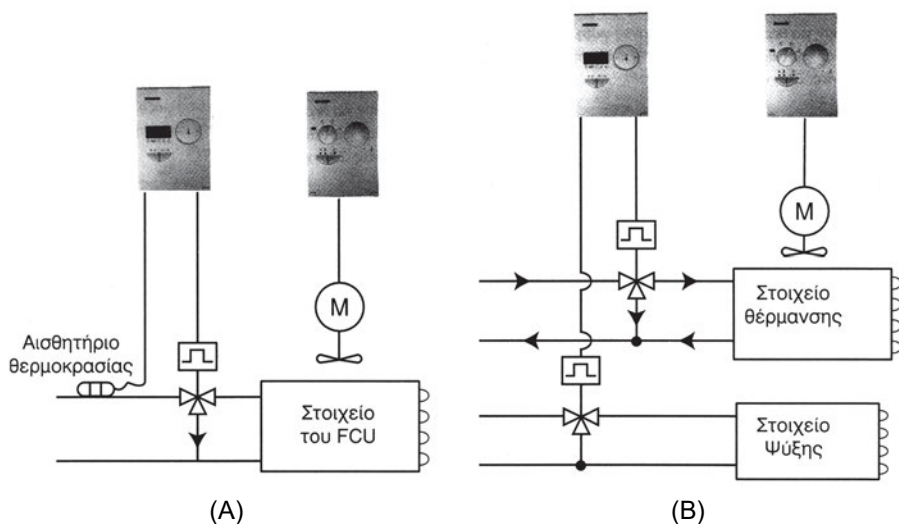 Αισθητήριο
θερμοκρασίας
M
Στοιχείο
του FCU
(A)
M
Στοιχείο
θέρμανσης
Στοιχείο
Ψύξης
(B)